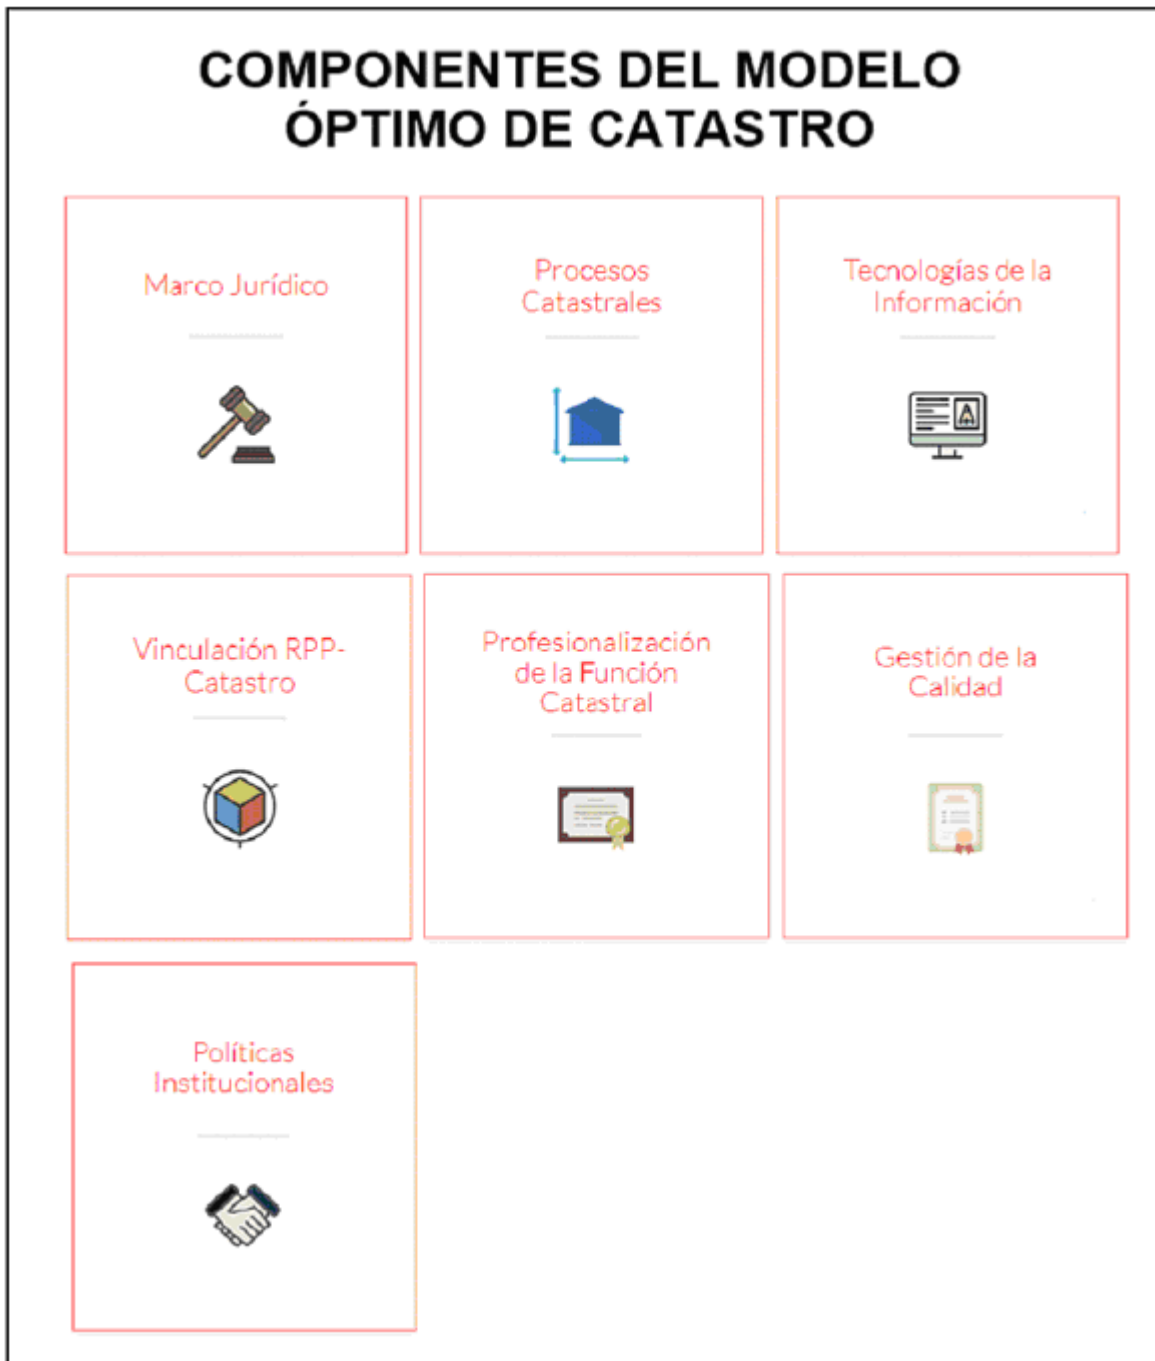 COMPONENTES DEL MODELO
ÓPTIMO DE CATASTRO
Marco Jurídico
Procesos
Catastrales
Tecnologías de la
Información
Vinculación RPP-
Catastro
Profesionalización
de la Función
Catastral
Gestión de la
Calidad
Políticas
Institucionales